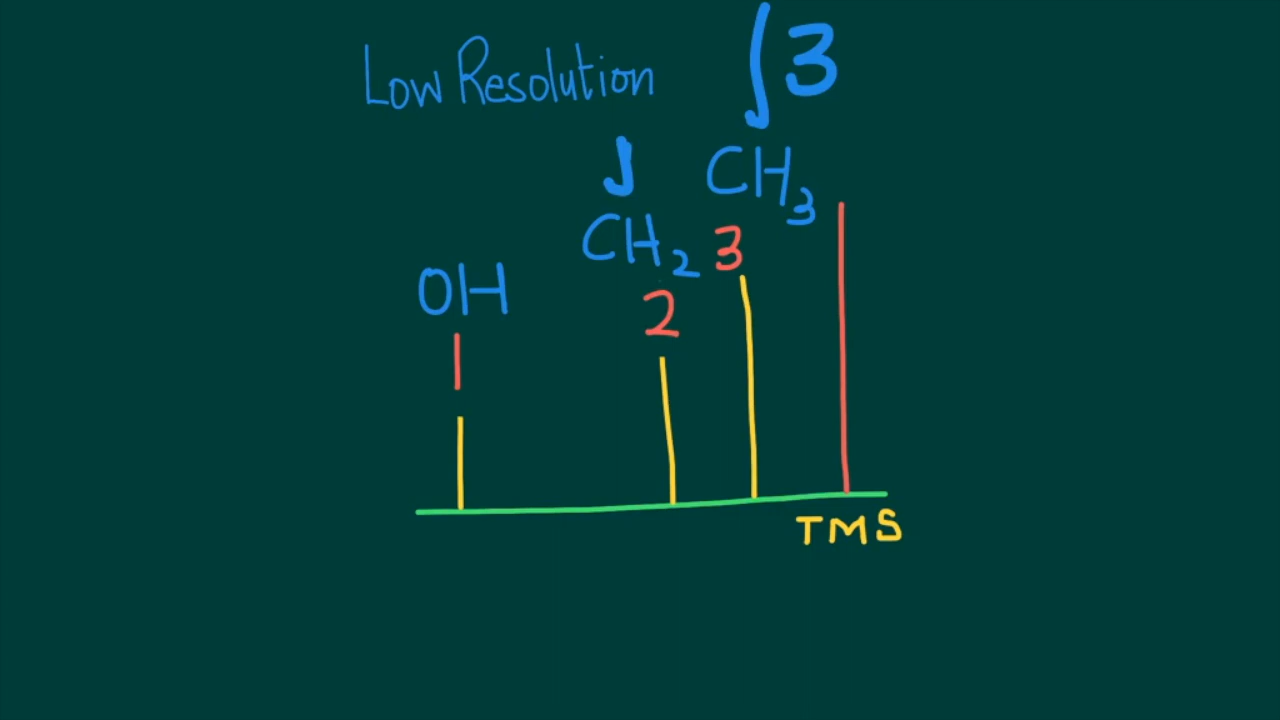 Low Resolution ∫3
∫
CH3
CH2
3
OH
2
1
TMS